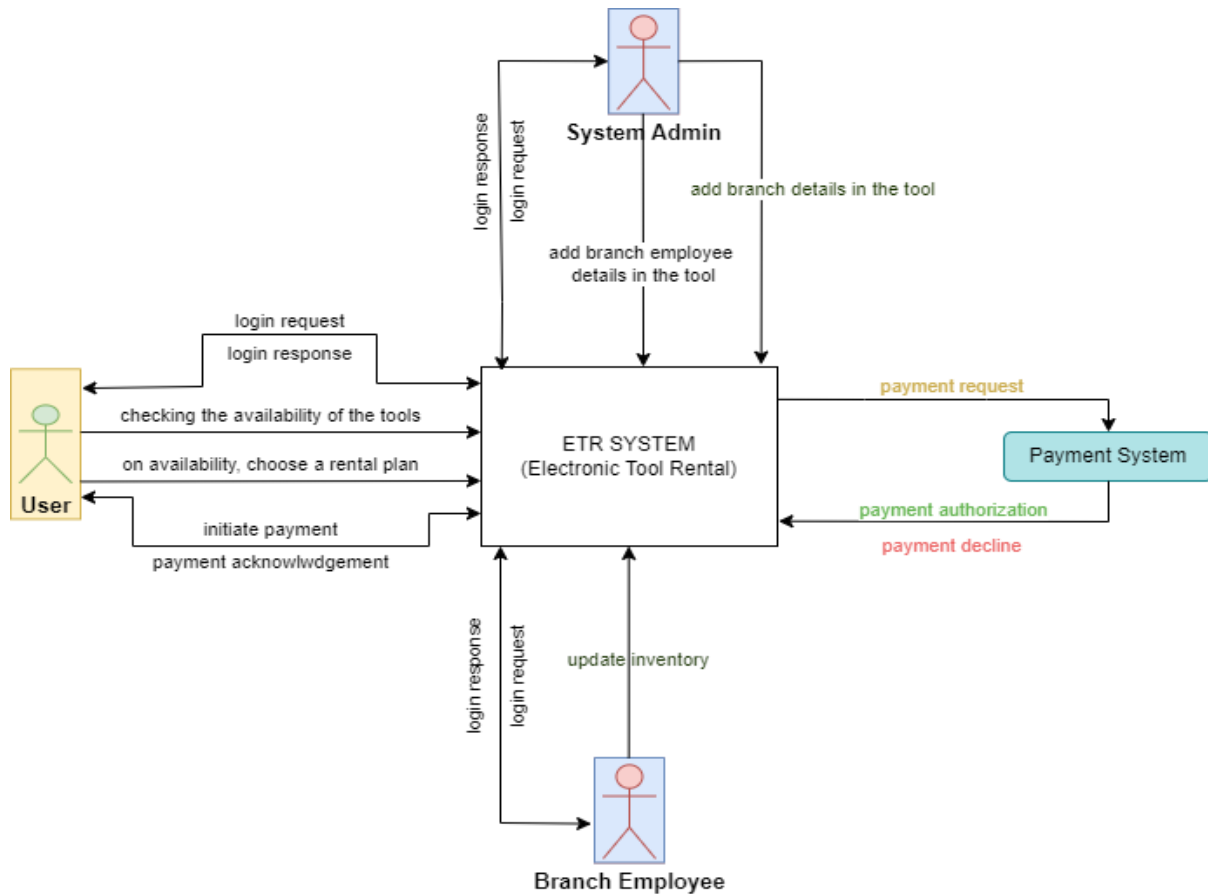 System Admin
login response
login request
add branch details in the tool
add branch employee
details in the tool
login request
login response
checking the availability of the tools
on availability, choose a rental plan
User
initiate payment
payment acknowlwdgement
ETR SYSTEM
(Electronic Tool Rental)
payment request
Payment System
payment authorization
payment decline
login response
login request
update inventory
Branch Employee